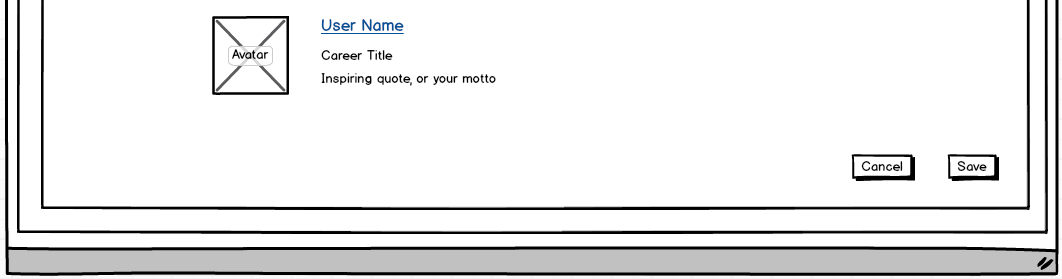 User Name
Avatar
Career Title
Inspiring quote, or your motto
Cancel
Save